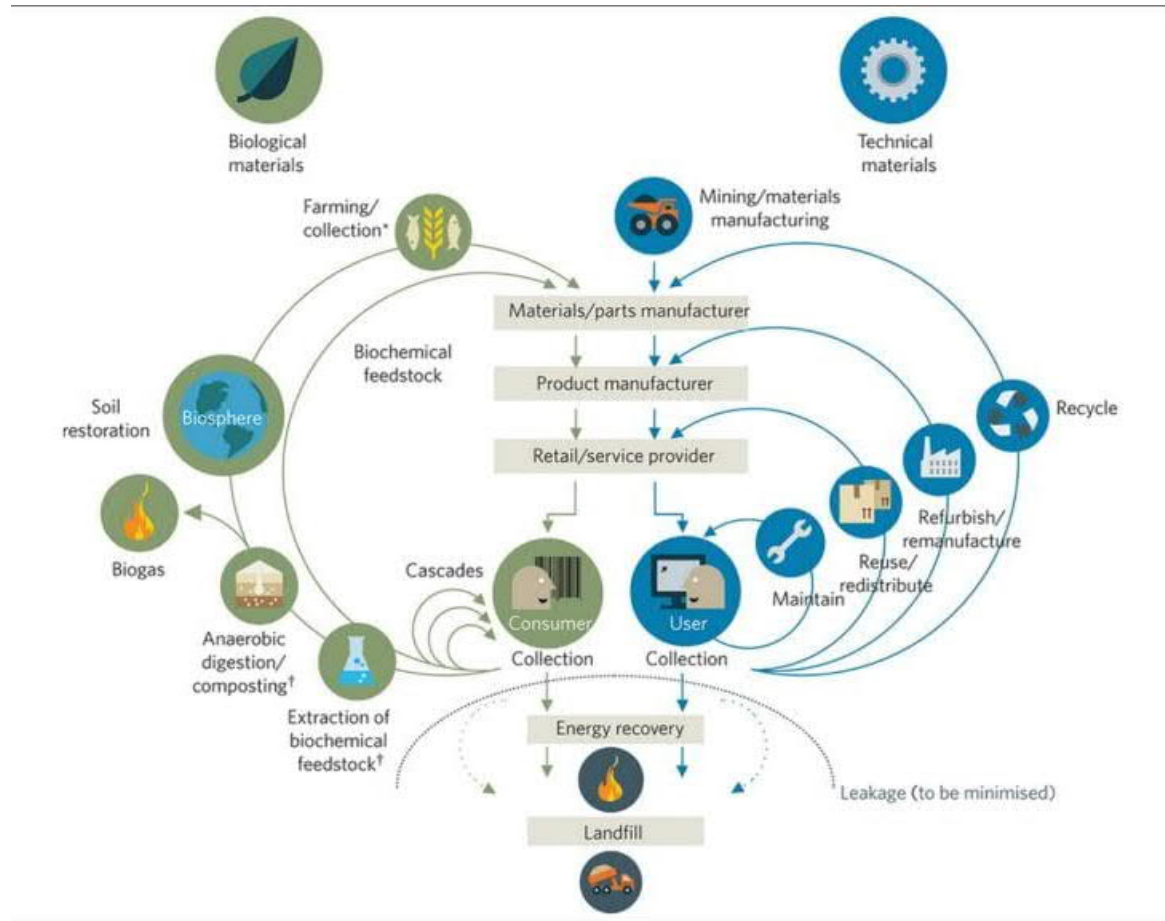 Biological
materials
Technical
materials
Farming/
collection*
Mining/materials
manufacturing
Materials/parts manufacturer
Biochemical
feedstock
Product manufacturer
Soil
restoration
Biosphere
Recycle
Retail/service provider
Refurbish/
remanufacture
Biogas
Reuse/
redistribute
Cascades
Maintain
Consumer
User
Anaerobic
digestion/
composting†
Collection
Collection
Extraction of
biochemical
feedstock†
Energy recovery
Leakage (to be minimised)
Landfill